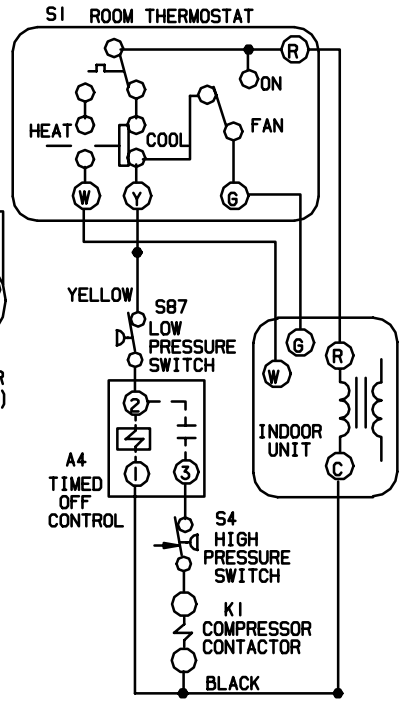 S1 ROOM THERMOSTAT
R
ON
HEAT
COOL
FAN
W
Y
G
YELLOW
S87
LOW
PRESSURE
SWITCH
G
R
W
INDOOR
UNIT
C
2
A4
TIMED
OFF
CONTROL
1
3
S4
HIGH
PRESSURE
SWITCH
K1
COMPRESSOR
CONTACTOR
BLACK
R
)